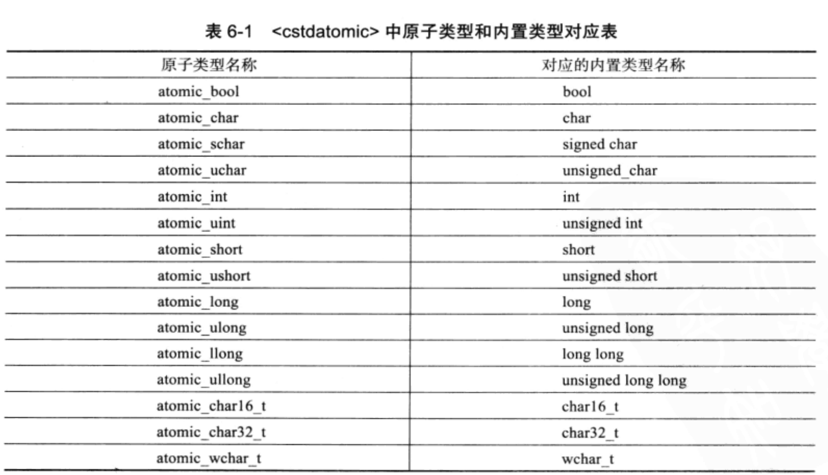 表 6-1 <cstdatomic> 中原子类型和内置类型对应表
原子类型名称 对应的内置类型名称
atomic_bool bool
atomic_char char
atomic_schar signed char
atomic_uchar unsigned_char
atomic_int int
atomic_uint unsigned int
atomic_short short
atomic_ushort unsigned short
atomic_long long
atomic_ulong unsigned long
atomic_llong long long
atomic_ullong unsigned long long
atomic_char16_t char16_t
atomic_char32_t char32_t
atomic_wchar_t wchar_t